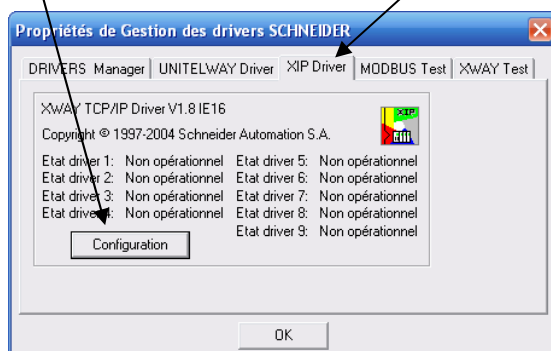 Propriétés de Gestion des drivers SCHNEIDER
DRIVERS Manager UNITELWAY Driver XIP Driver MODBUS Test XWAY Test
XWAY TCP/IP Driver V1.8 IE16
XIP
Copyright © 1997-2004 Schneider Automation S.A.
Etat driver 1: Non opérationnel Etat driver 5: Non opérationnel
Etat driver 2: Non opérationnel Etat driver 6: Non opérationnel
Etat driver 3: Non opérationnel Etat driver 7: Non opérationnel
Etat driver 4: Non opérationnel Etat driver 8: Non opérationnel
Etat driver 9: Non opérationnel
Configuration
OK